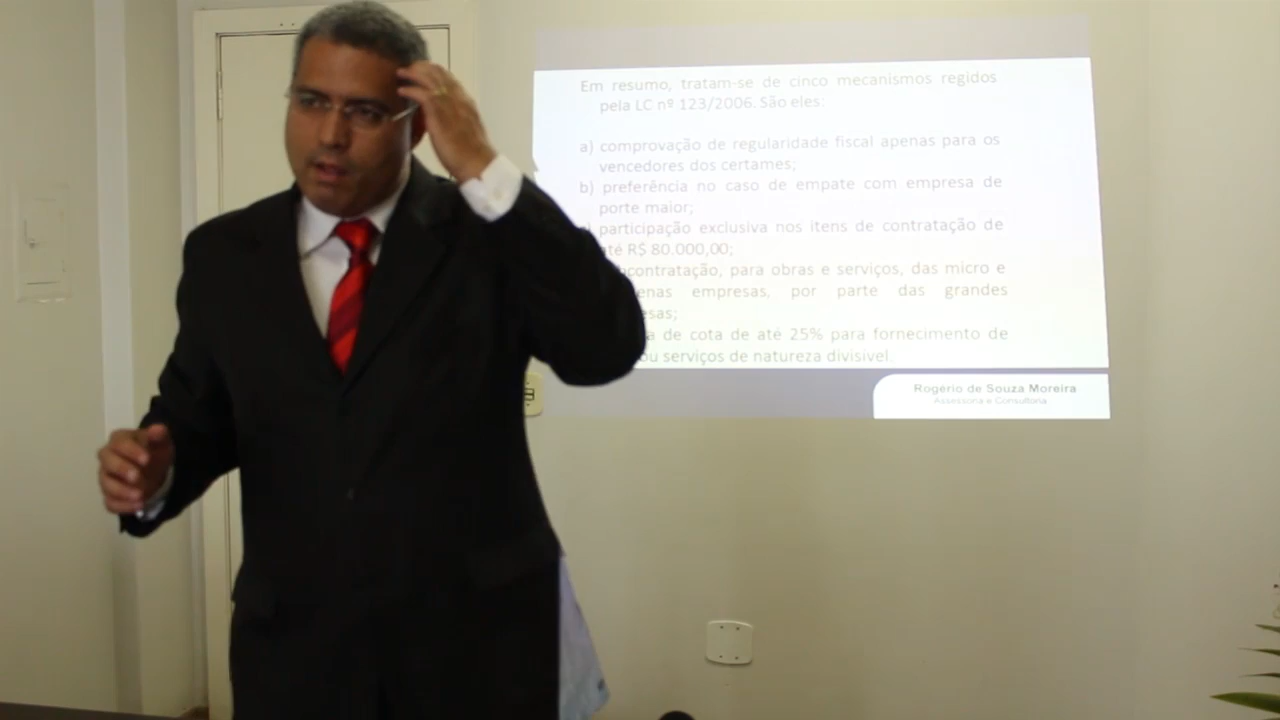 Em resumo, tratam-se de cinco mecanismos regidos
pela LC nº 123/2006. São eles:
a) comprovação de regularidade fiscal apenas para os
vencedores dos certames;
b) preferência no caso de empate com empresa de
porte maior;
participação exclusiva nos itens de contratação de
até R$ 80.000,00;
para obras e serviços, das micro e
empresas, por parte das grandes
de cota de até 25% para fornecimento de
ou serviços de natureza divisível.
Rogério de Souza Moreira
Assessoria e Consultoria